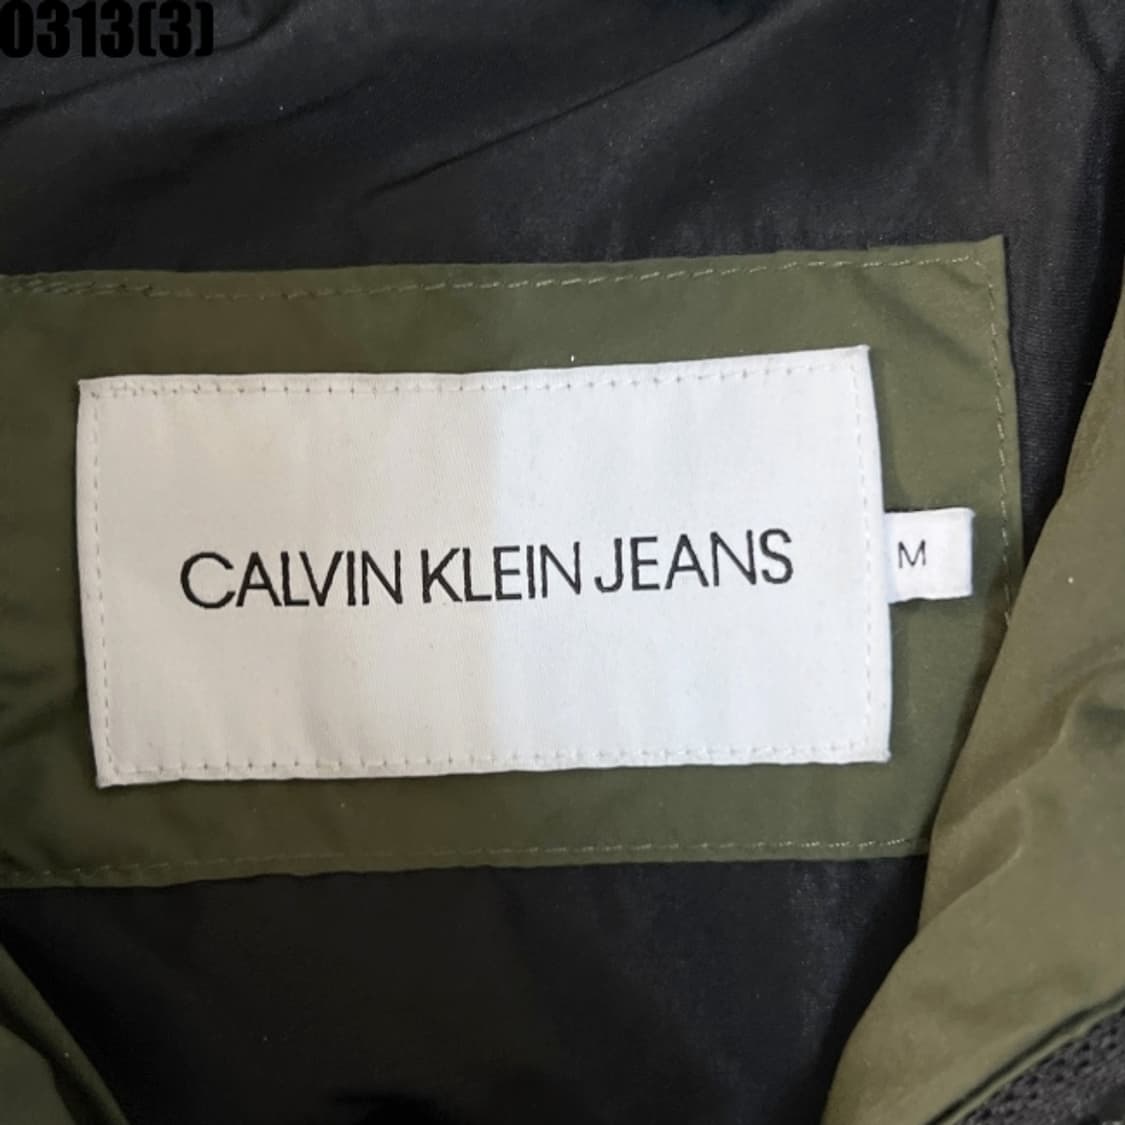 0313(3)
CALVIN KLEIN JEANS
M